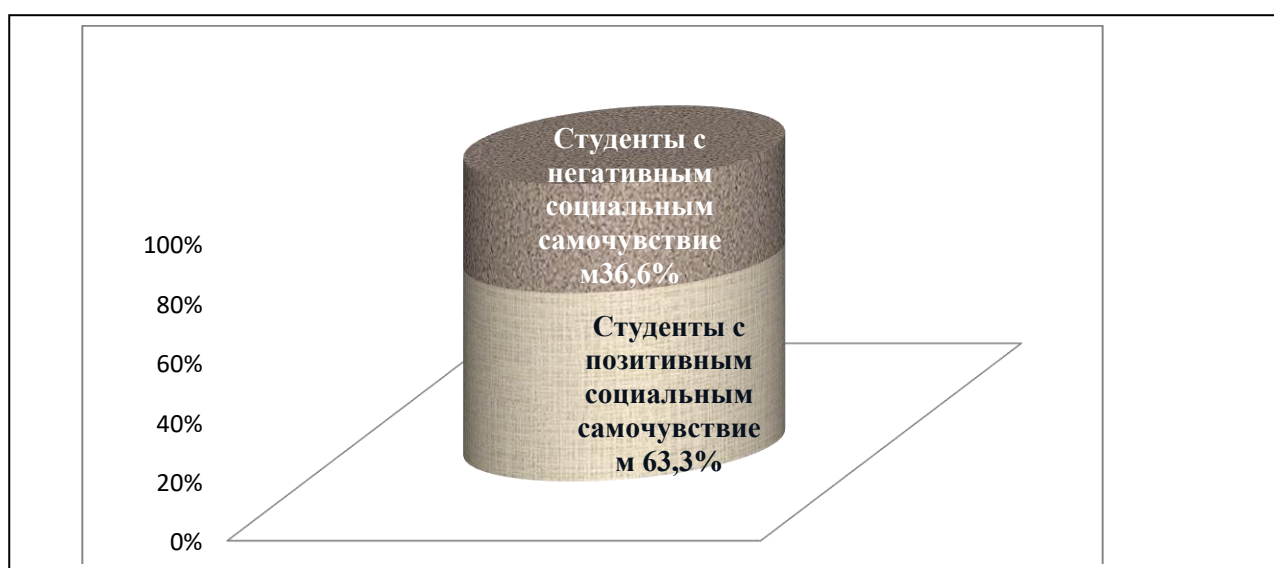 Студенты с
негативным
социальным
самочувствие
м36,6%
Студенты с
позитивным
социальным
самочувствие
м 63,3%
100%
80%
60%
40%
20%
0%